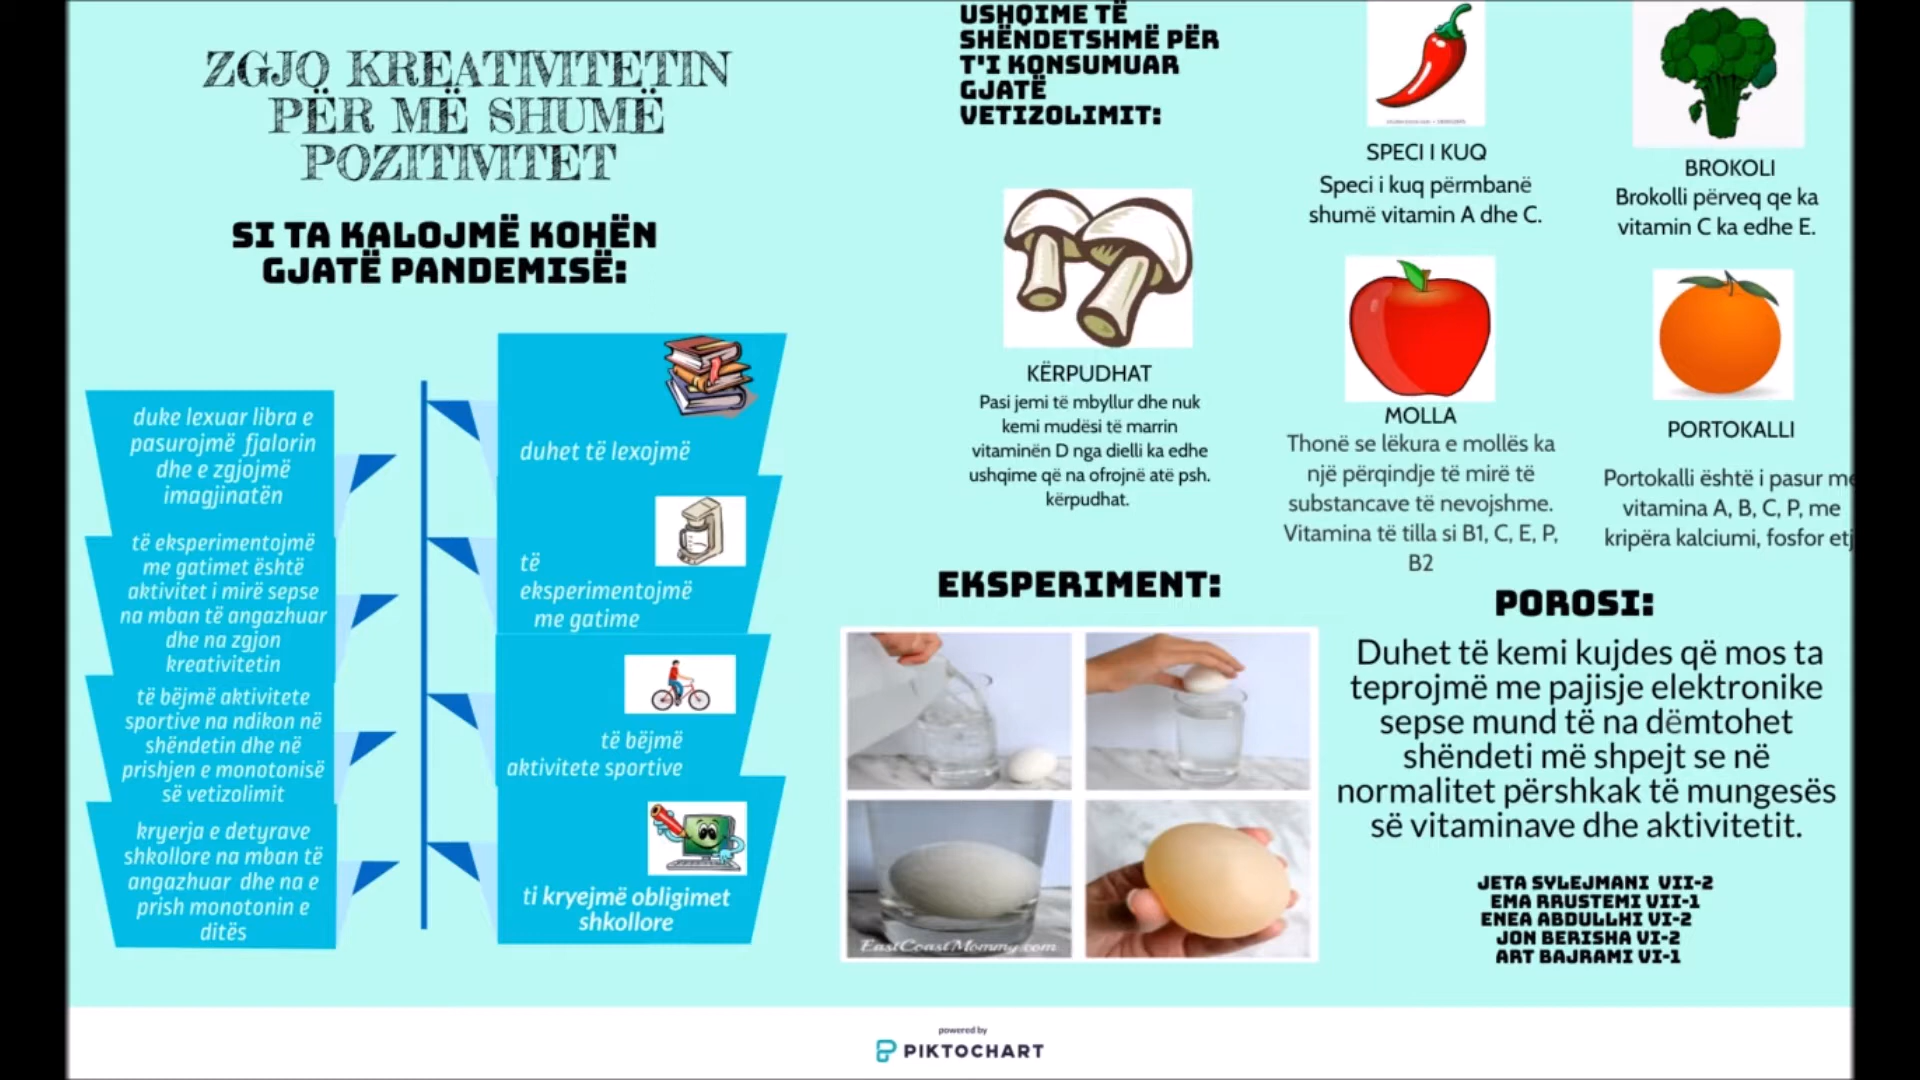 ZGJO KREATIVITETIN
PËR MË SHUMË
POZITIVITET
SI TA KALOJMË KOHËN
GJATË PANDEMISË:
duke lexuar libra e
pasurojmë fjalorin
dhe e zgjojmë
imagjinatën
të eksperimentojmë
me gatimet është
aktivitet i mirë sepse
na mban të angazhuar
dhe na zgjon
kreativitetin
të bëjmë aktivitete
sportive na ndikon në
shëndetin dhe në
prishjen e monotonisë
së vetizolimit
kryerja e detyrave
shkollore na mban të
angazhuar dhe na e
prish monotonin e
ditës
duhet të lexojmë
të
eksperimentojmë
me gatime
të bëjmë
aktivitete sportive
ti kryejmë obligimet
shkollore
USHQIME TË
SHËNDETSHMË PËR
T'I KONSUMUAR
GJATË
VETIZOLIMIT:
KËRPUDHAT
Pasi jemi të mbyllur dhe nuk
kemi mudësi të marrin
vitaminën D nga dielli ka edhe
ushqime që na ofrojnë atë psh.
kërpudhat.
SPECI I KUQ
Speci i kuq përmbanë
shumë vitamin A dhe C.
BROKOLI
Brokolli përveq qe ka
vitamin C ka edhe E.
MOLLA
Thonë se lëkura e mollës ka
një përqindje të mirë të
substancave të nevojshme.
Vitamina të tilla si B1, C, E, P,
B2
PORTOKALLI
Portokalli është i pasur me
vitamina A, B, C, P, me
kripëra kalciumi, fosfor etj
EKSPERIMENT:
EastCoastMommy.com
POROSI:
Duhet të kemi kujdes që mos ta
teprojmë me pajisje elektronike
sepse mund të na dëmtohet
shëndeti më shpejt se në
normalitet përshkak të mungesës
së vitaminave dhe aktivitetit.
JETA SYLEJMANI VII-2
EMA RRUSTEMI VII-1
ENEA ABDULLHI VI-2
JON BERISHA VI-2
ART BAJRAMI VI-1
powered by
PIKTOCHART